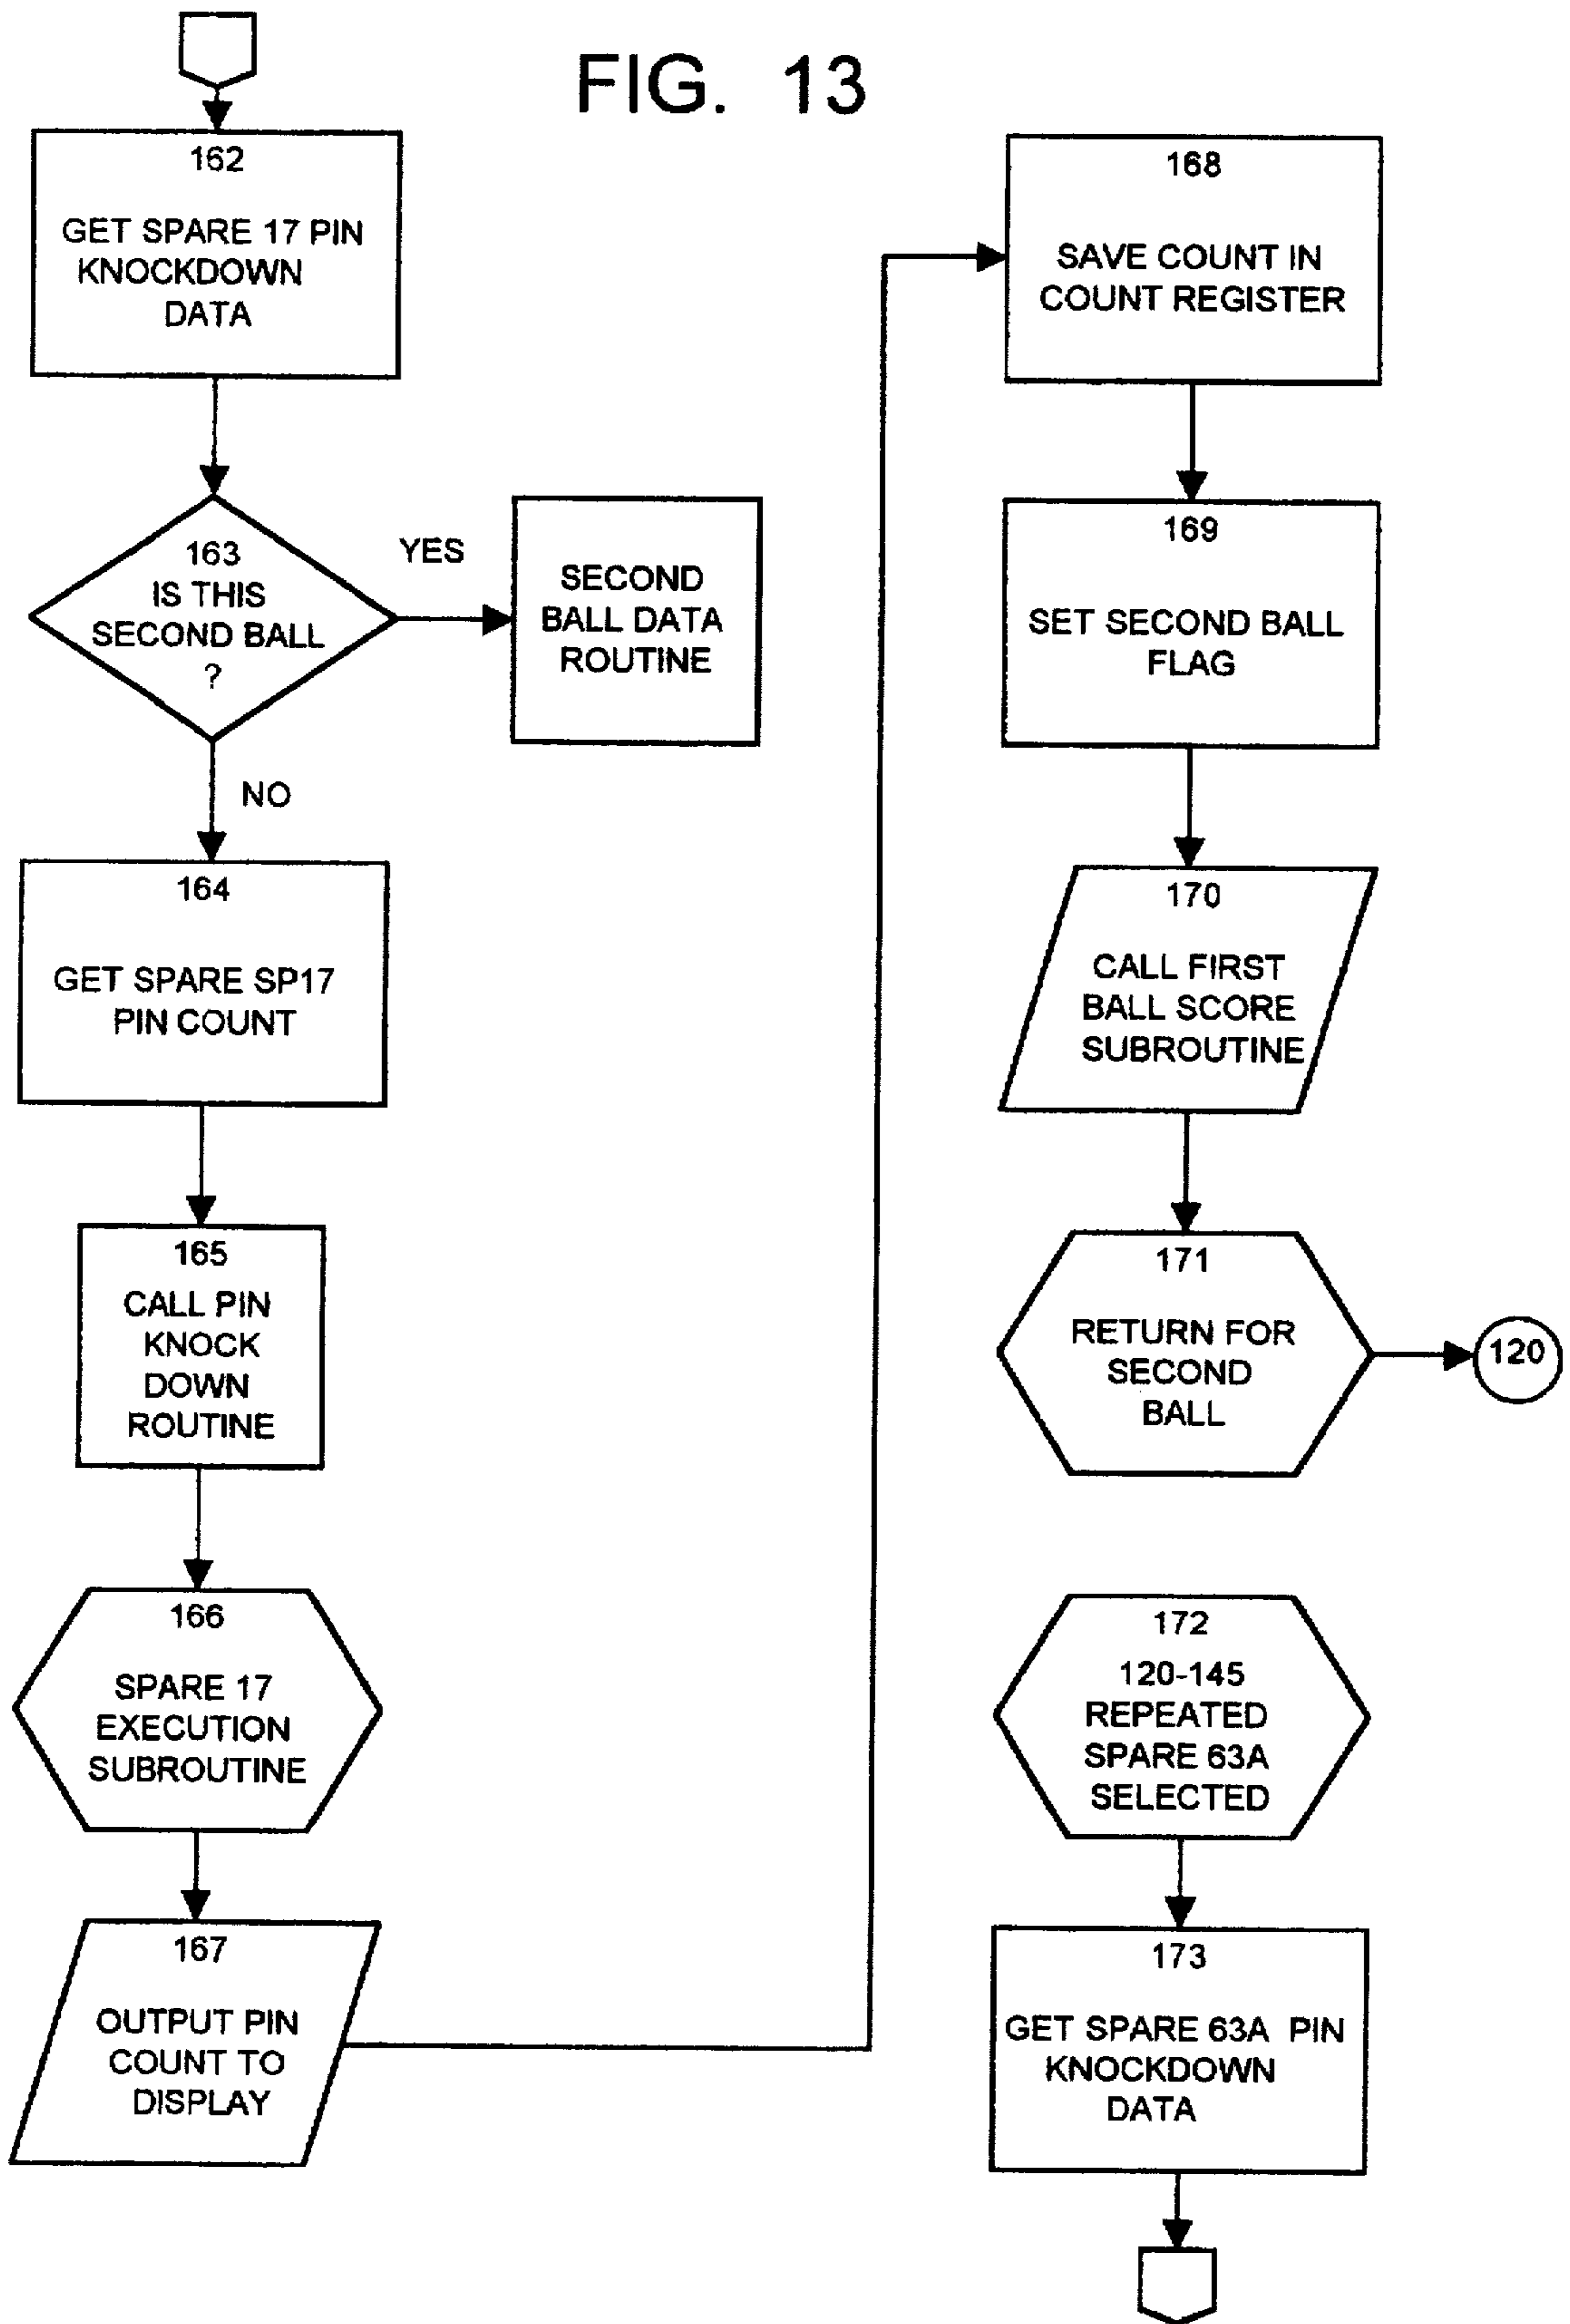 FIG. 13
162
GET SPARE 17 PIN
KNOCKDOWN
DATA
163
IS THIS
SECOND BALL
?
YES
SECOND
BALL DATA
ROUTINE
NO
164
GET SPARE SP17
PIN COUNT
165
CALL PIN
KNOCK
DOWN
ROUTINE
166
SPARE 17
EXECUTION
SUBROUTINE
167
OUTPUT PIN
COUNT TO
DISPLAY
168
SAVE COUNT IN
COUNT REGISTER
169
SET SECOND BALL
FLAG
170
CALL FIRST
BALL SCORE
SUBROUTINE
171
RETURN FOR
SECOND
BALL
120
172
120-145
REPEATED
SPARE 63A
SELECTED
173
GET SPARE 63A PIN
KNOCKDOWN
DATA